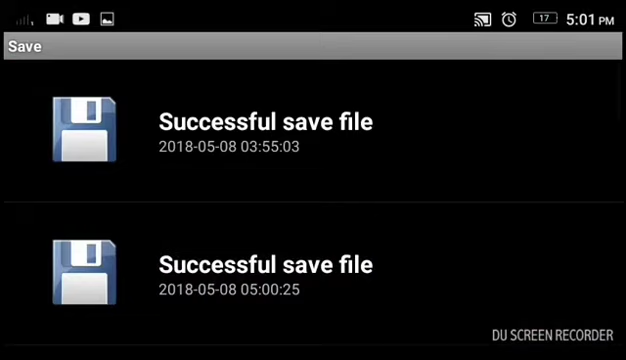 17 5:01 PM
Save
Successful save file
2018-05-08 03:55:03
Successful save file
2018-05-08 05:00:25
DU SCREEN RECORDER